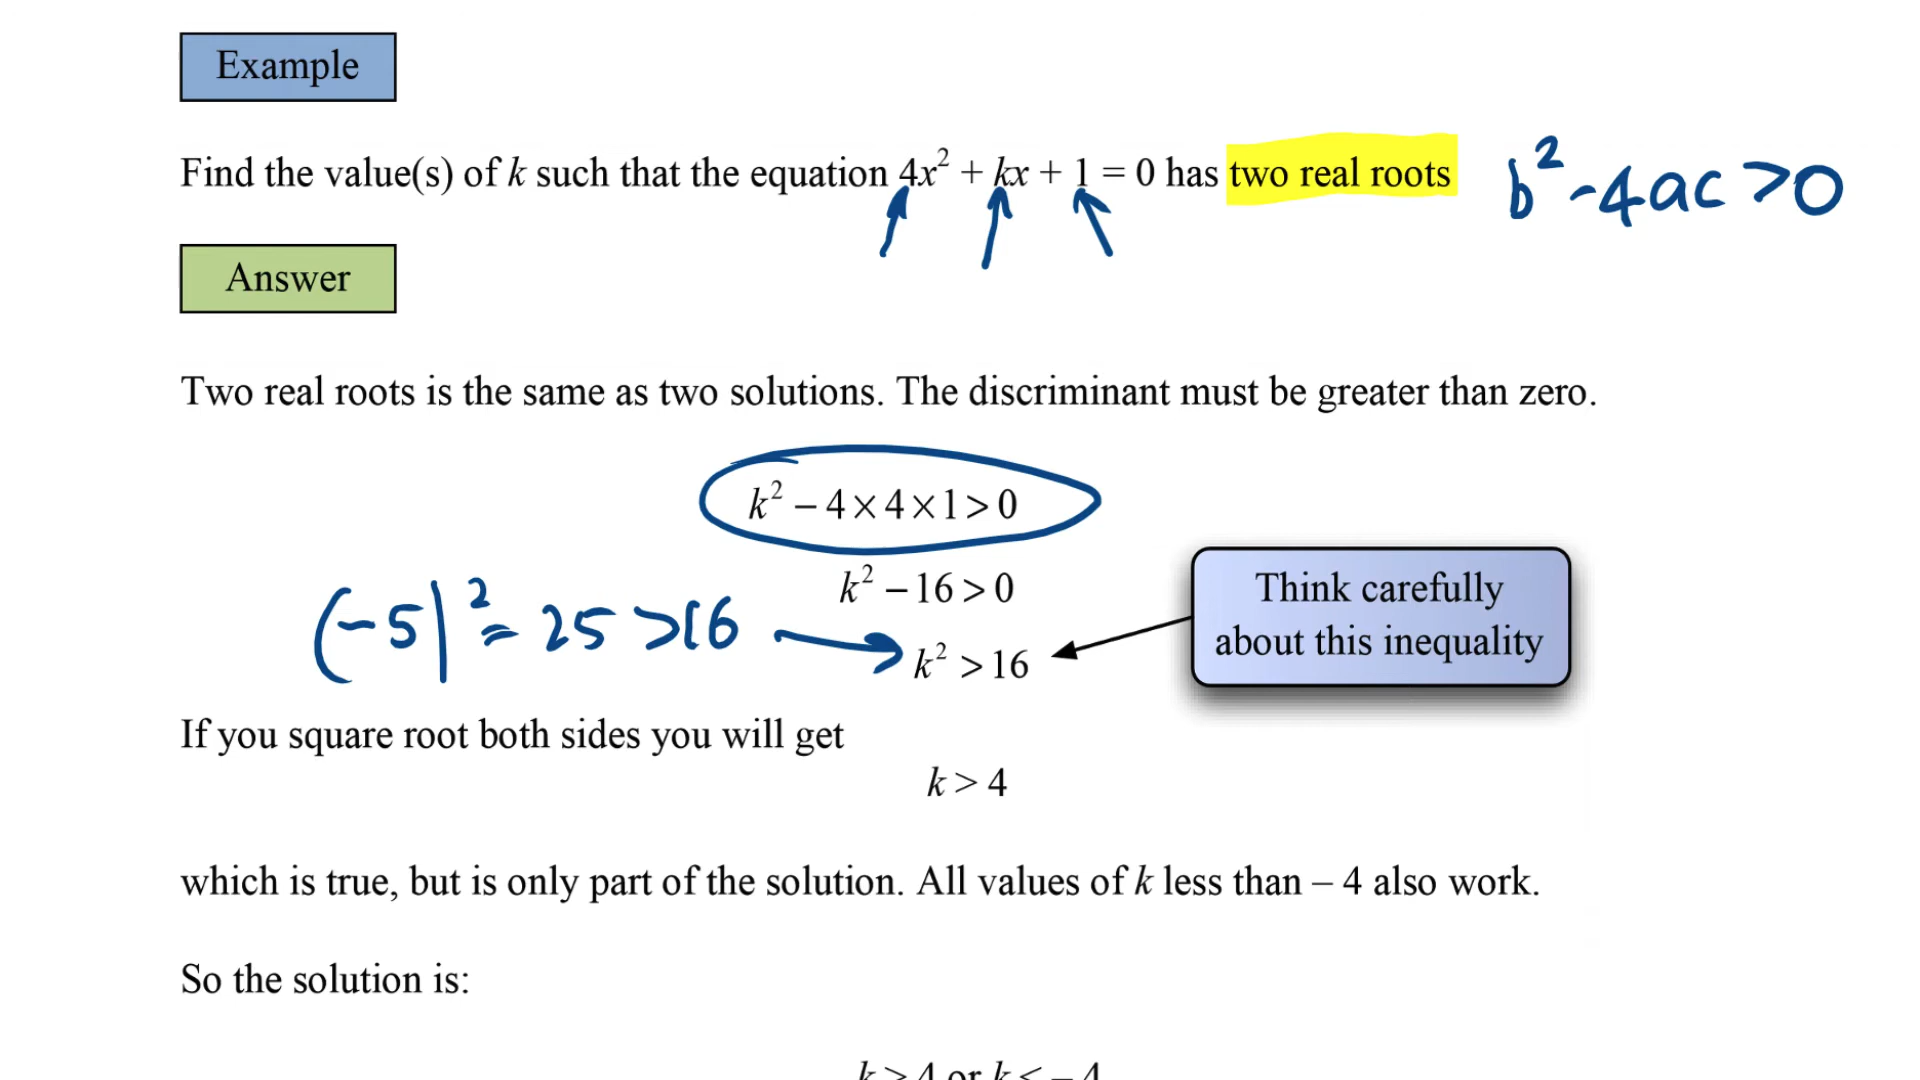 Example
Find the value(s) of k such that the equation 4x² + kx + 1 = 0 has two real roots
b² - 4ac > 0
Answer
Two real roots is the same as two solutions. The discriminant must be greater than zero.
k² – 4 × 4 × 1 > 0
k² – 16 > 0
Think carefully
about this inequality
(-5)² = 25 > 16
k² > 16
If you square root both sides you will get
k > 4
which is true, but is only part of the solution. All values of k less than – 4 also work.
So the solution is:
k > 4 or k < – 4